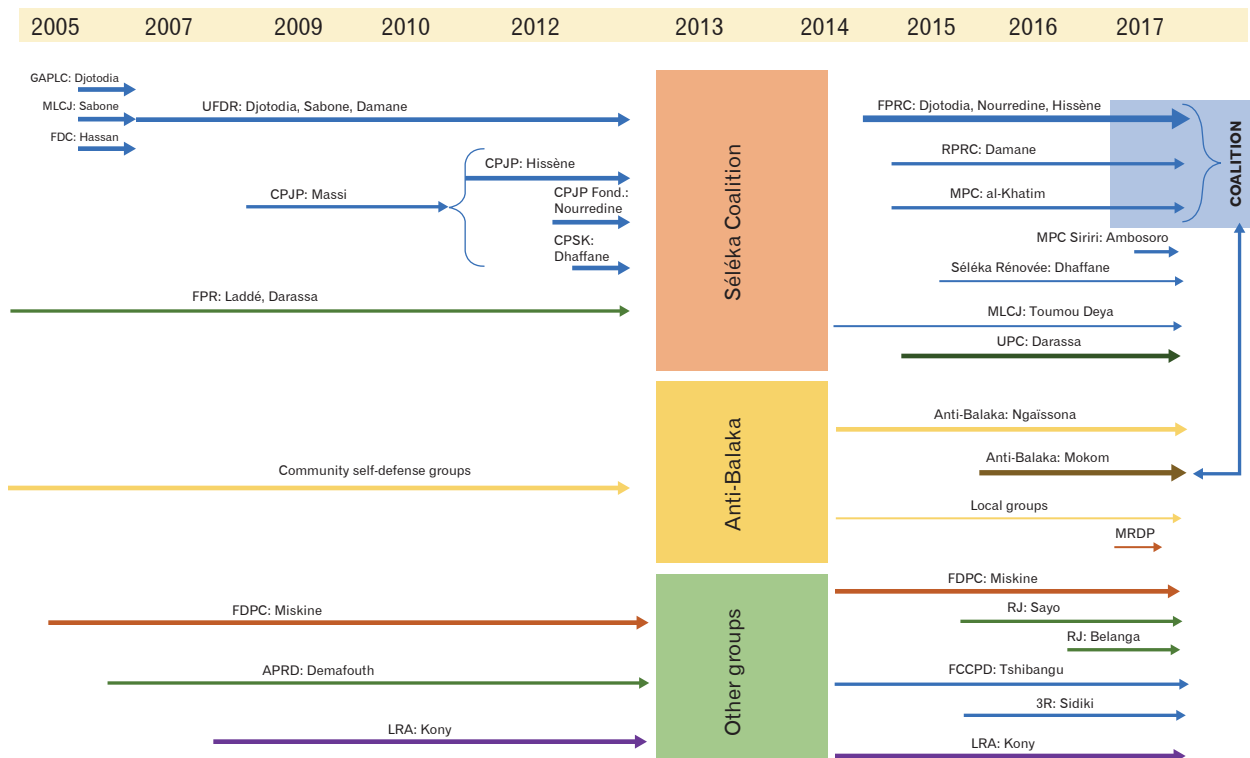 2005 2007 2009 2010 2012 2013 2014 2015 2016 2017
GAPLC: Djotodia
MLCJ: Sabone
FDC: Hassan
UFDR: Djotodia, Sabone, Damane
CPJP: Massi
CPJP: Hissène
CPJP Fond.:
Nourredine
CPSK:
Dhaffane
FPR: Laddé, Darassa
Community self-defense groups
FDPC: Miskine
APRD: Demafouth
LRA: Kony
Séléka Coalition
Anti-Balaka
Other groups
FPRC: Djotodia, Nourredine, Hissène
RPRC: Damane
MPC: al-Khatim
COALITION
MPC Siriri: Ambosoro
Séléka Rénovée: Dhaffane
MLCJ: Toumou Deya
UPC: Darassa
Anti-Balaka: Ngaïssona
Anti-Balaka: Mokom
Local groups
MRDP
FDPC: Miskine
RJ: Sayo
RJ: Belanga
FCCPD: Tshibangu
3R: Sidiki
LRA: Kony